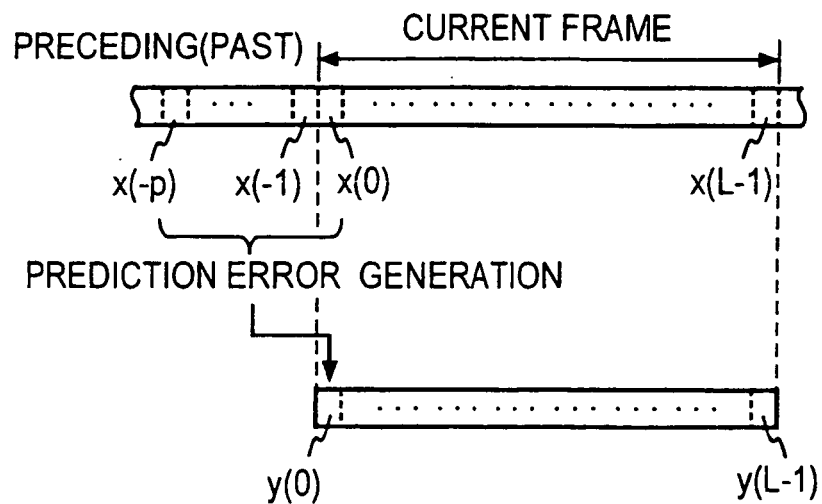 PRECEDING(PAST)
CURRENT FRAME
x(-p)
x(-1)
x(0)
x(L-1)
PREDICTION ERROR GENERATION
y(0)
y(L-1)